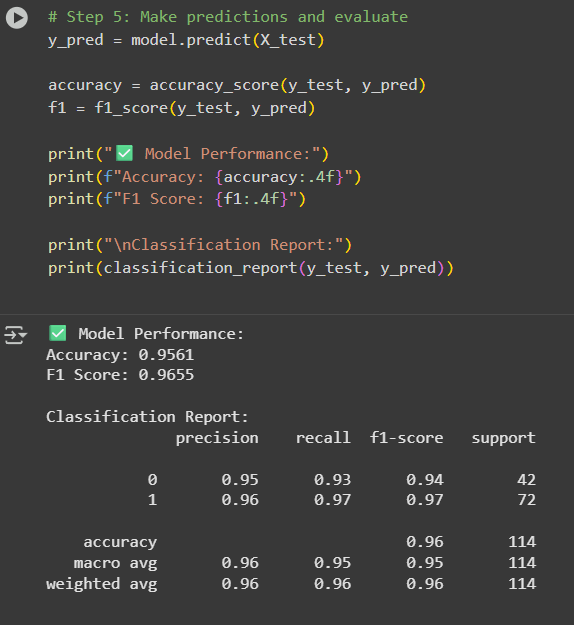 # Step 5: Make predictions and evaluate
y_pred = model.predict(X_test)
accuracy = accuracy_score(y_test, y_pred)
f1 = f1_score(y_test, y_pred)
print("✅ Model Performance:")
print(f"Accuracy: {accuracy:.4f}")
print(f"F1 Score: {f1:.4f}")
print("\nClassification Report:")
print(classification_report(y_test, y_pred))
✅ Model Performance:
Accuracy: 0.9561
F1 Score: 0.9655
Classification Report:
precision recall f1-score support
0 0.95 0.93 0.94 42
1 0.96 0.97 0.97 72
accuracy 0.96 114
macro avg 0.96 0.95 0.95 114
weighted avg 0.96 0.96 0.96 114